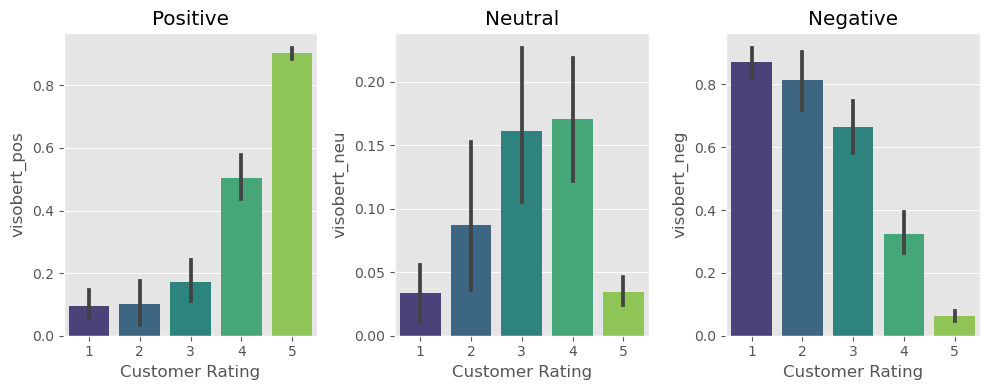 Positive
visobert_pos
0.8
0.6
0.4
0.2
0.0
1 2 3 4 5
Customer Rating
Neutral
visobert_neu
0.20
0.15
0.10
0.05
0.00
1 2 3 4 5
Customer Rating
Negative
visobert_neg
0.8
0.6
0.4
0.2
0.0
1 2 3 4 5
Customer Rating